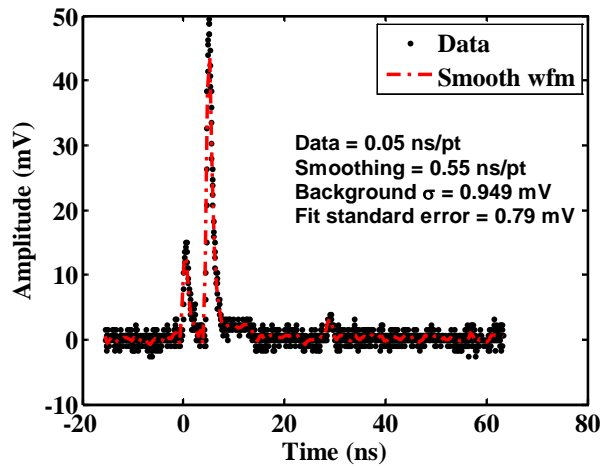 50
40
30
20
10
0
-10
Amplitude (mV)
Data
Smooth wfm
Data = 0.05 ns/pt
Smoothing = 0.55 ns/pt
Background σ = 0.949 mV
Fit standard error = 0.79 mV
-20 0 20 40 60 80
Time (ns)